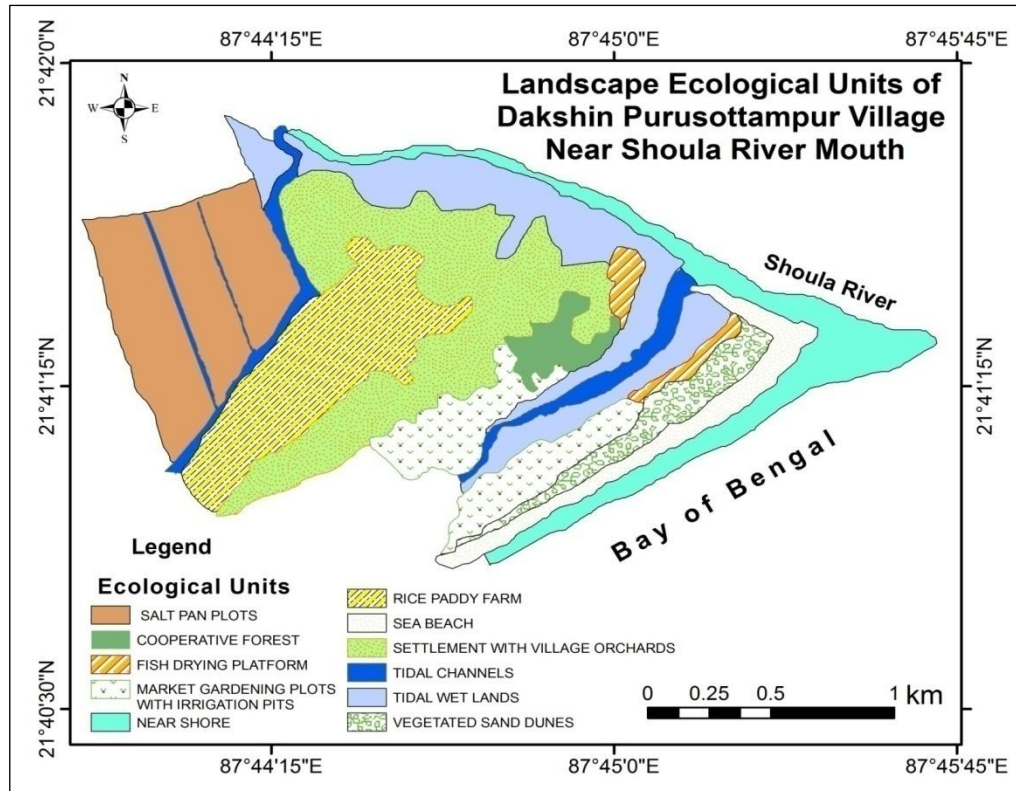 87°44'15"E 87°45'0"E 87°45'45"E
21°42'0"N
N
W E
S
Landscape Ecological Units of
Dakshin Purusottampur Village
Near Shoula River Mouth
Shoula River
21°41'15"N 21°41'15"N
Bay of Bengal
Legend
Ecological Units
SALT PAN PLOTS
COOPERATIVE FOREST
FISH DRYING PLATFORM
MARKET GARDENING PLOTS
WITH IRRIGATION PITS
NEAR SHORE
RICE PADDY FARM
SEA BEACH
SETTLEMENT WITH VILLAGE ORCHARDS
TIDAL CHANNELS
TIDAL WET LANDS
VEGETATED SAND DUNES
0 0.25 0.5 1 km
21°40'30"N
87°44'15"E 87°45'0"E 87°45'45"E